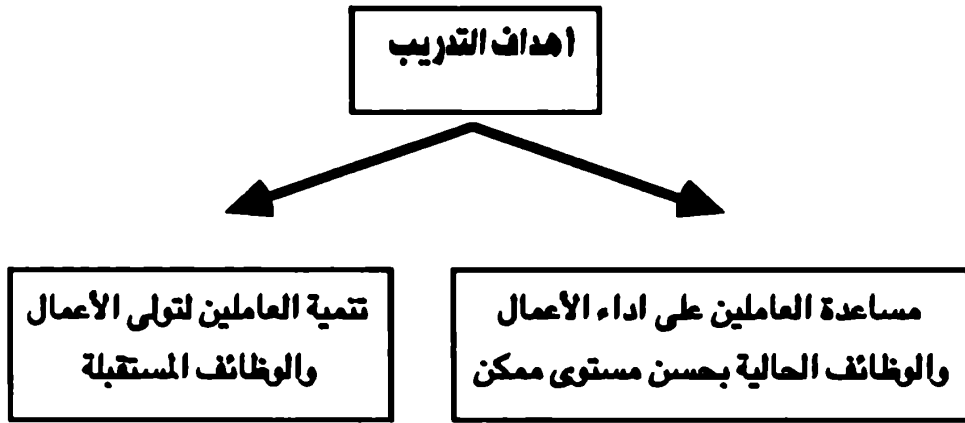 اهداف التدريب
مساعدة العاملين على اداء الأعمال
والوظائف الحالية بحسن مستوى ممكن
تنمية العاملين لتولى الأعمال
والوظائف المستقبلة